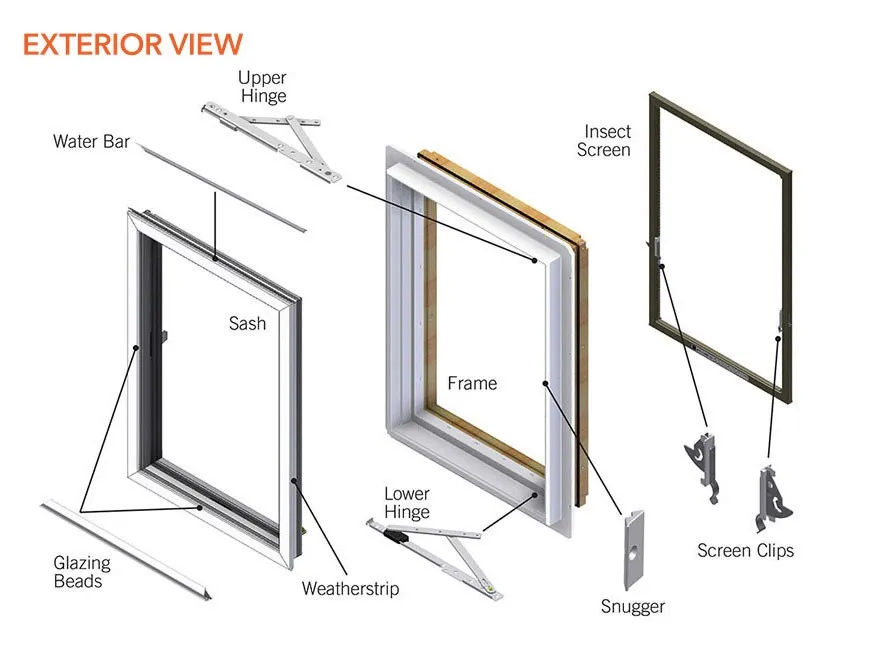 EXTERIOR VIEW
Upper
Hinge
Water Bar
Insect
Screen
Sash
Frame
Lower
Hinge
Glazing
Beads
Weatherstrip
Snugger
Screen Clips